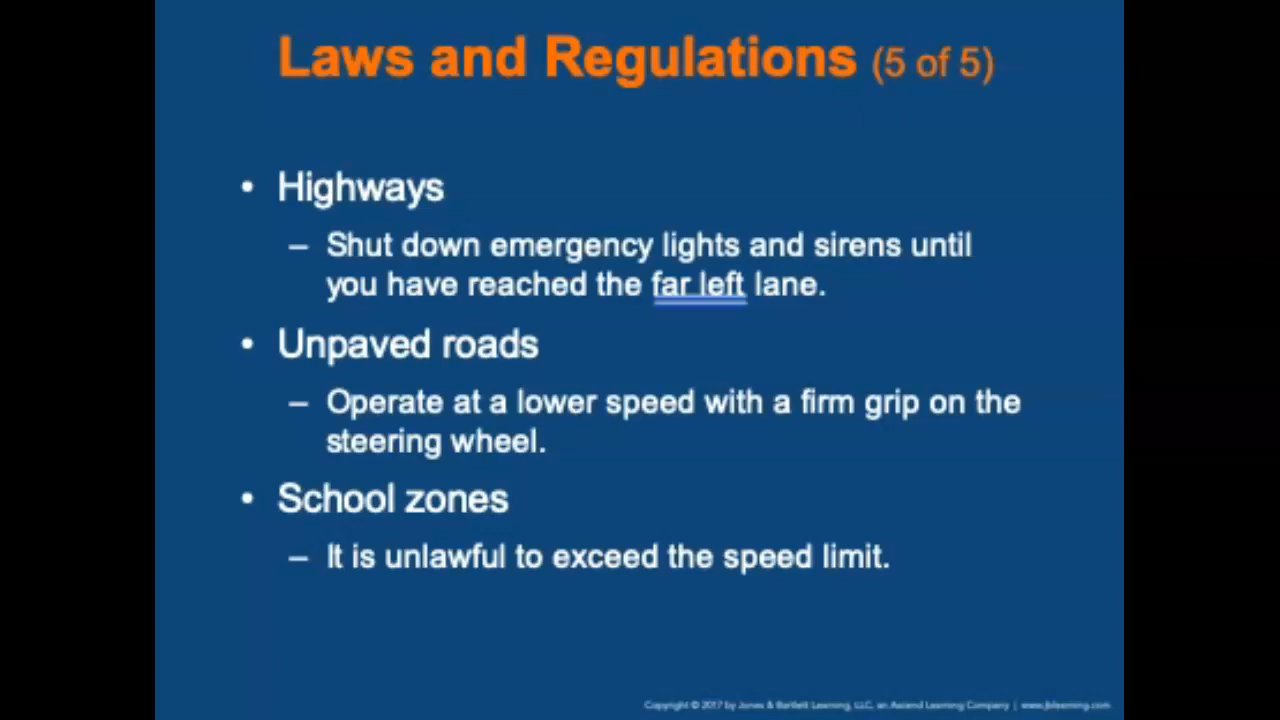 Laws and Regulations (5 of 5)
• Highways
– Shut down emergency lights and sirens until
you have reached the far left lane.
• Unpaved roads
– Operate at a lower speed with a firm grip on the
steering wheel.
• School zones
– It is unlawful to exceed the speed limit.
Copyright © 2017 by Jones & Bartlett Learning, LLC, an Ascend Learning Company | www.jblearning.com